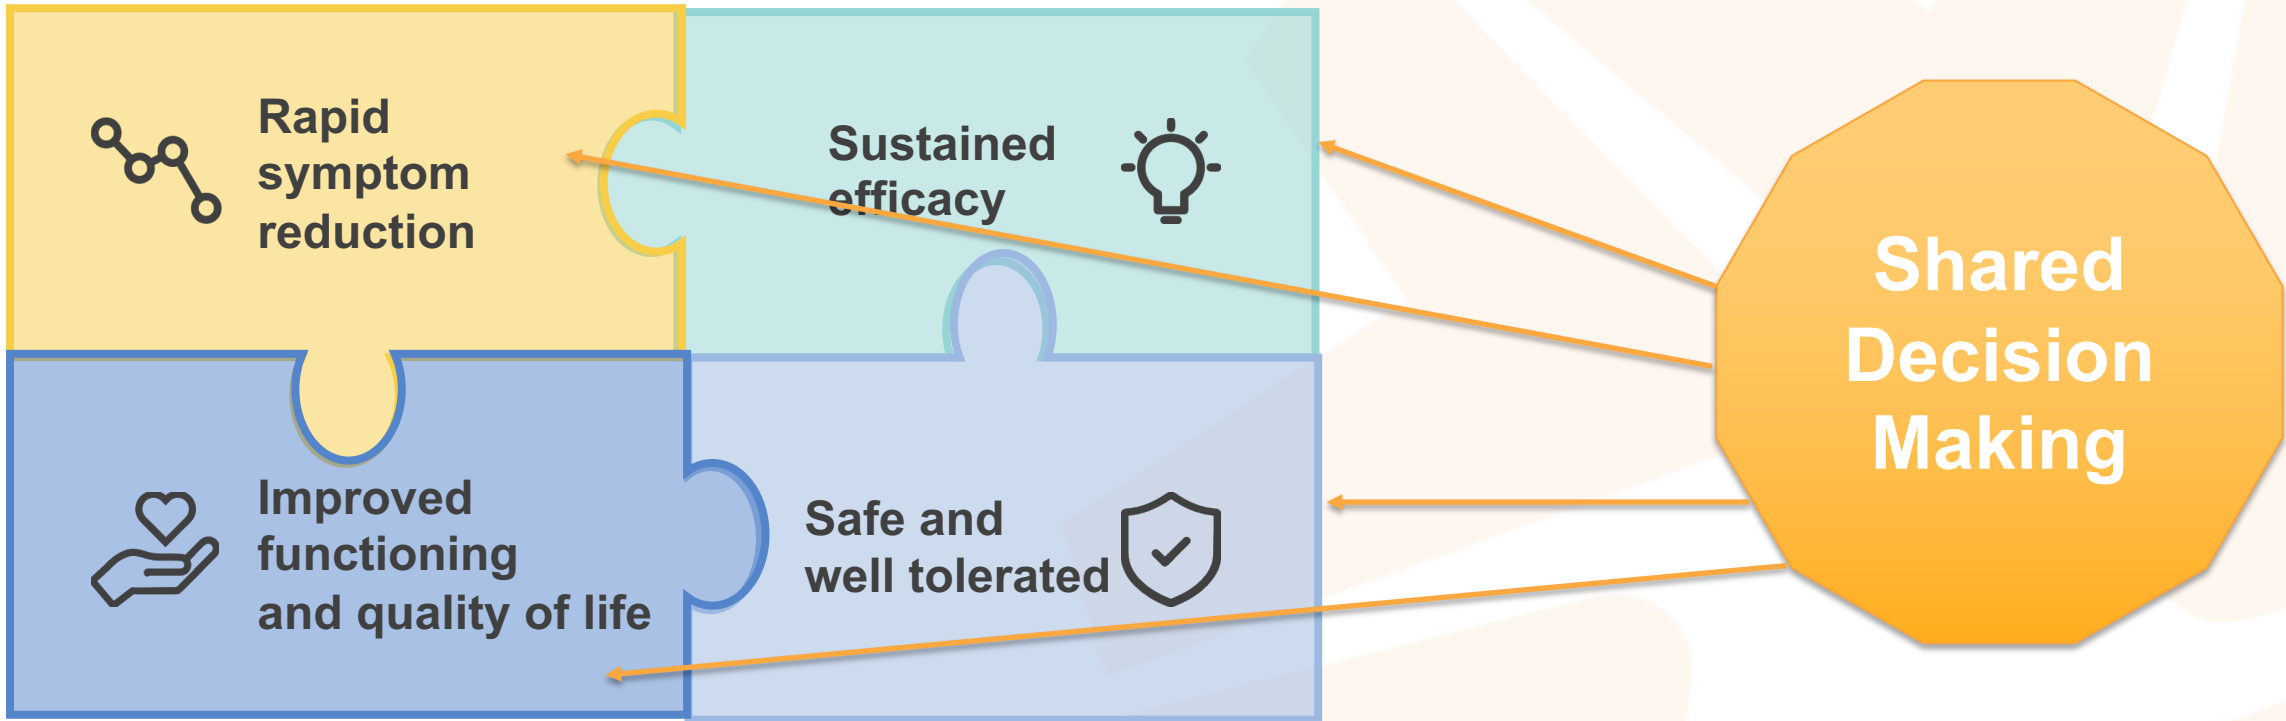 Rapid
symptom
reduction
Sustained
efficacy
Improved
functioning
and quality of life
Safe and
well tolerated
Shared
Decision
Making